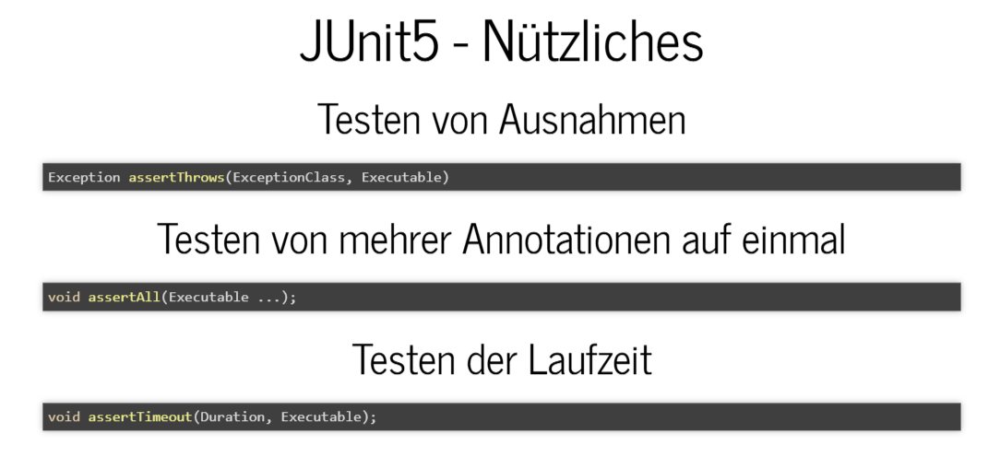 JUnit5 - Nützliches
Testen von Ausnahmen
Exception assertThrows(ExceptionClass, Executable)
Testen von mehrer Annotationen auf einmal
void assertAll(Executable ...);
Testen der Laufzeit
void assertTimeout(Duration, Executable);